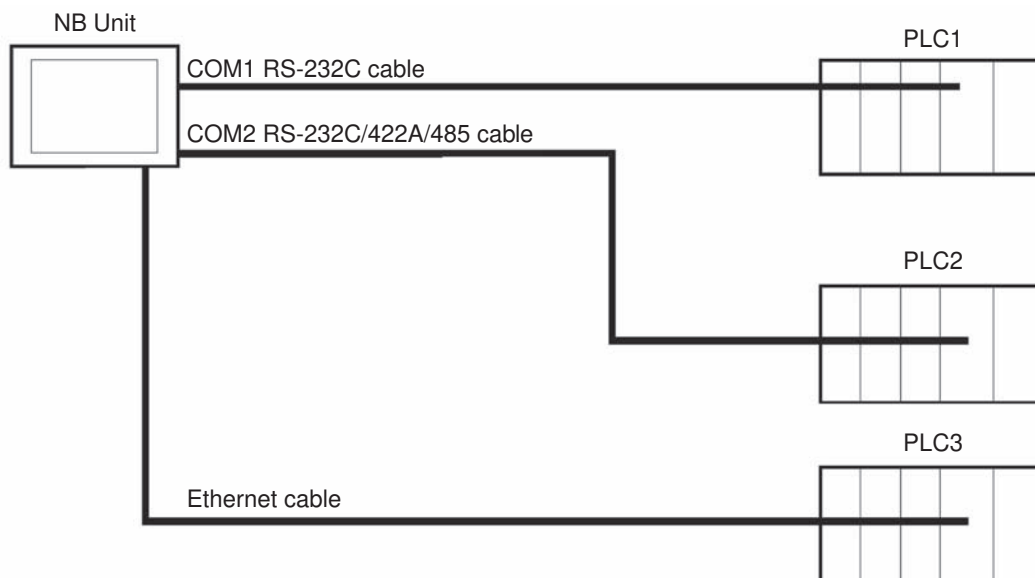 NB Unit
PLC1
COM1 RS-232C cable
COM2 RS-232C/422A/485 cable
PLC2
PLC3
Ethernet cable